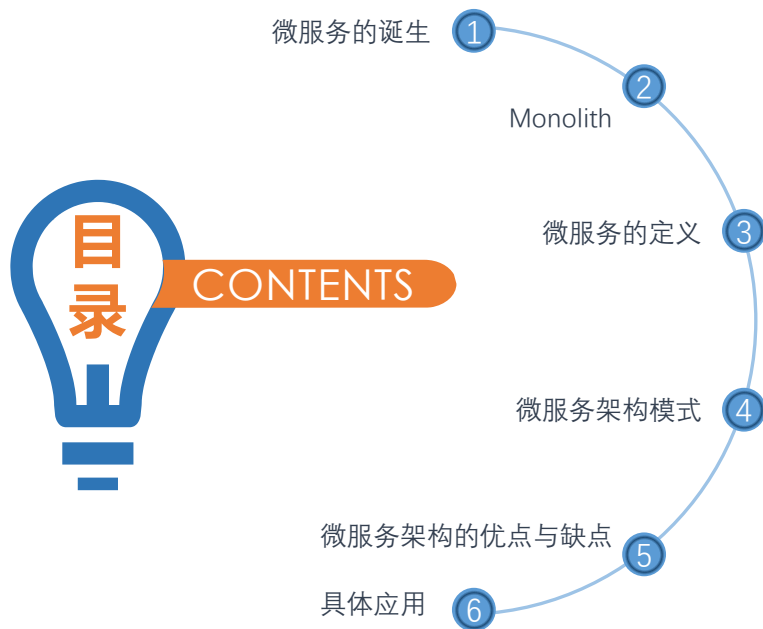 目录
CONTENTS
微服务的诞生 1
2
Monolith
微服务的定义 3
微服务架构模式 4
微服务架构的优点与缺点 5
具体应用 6